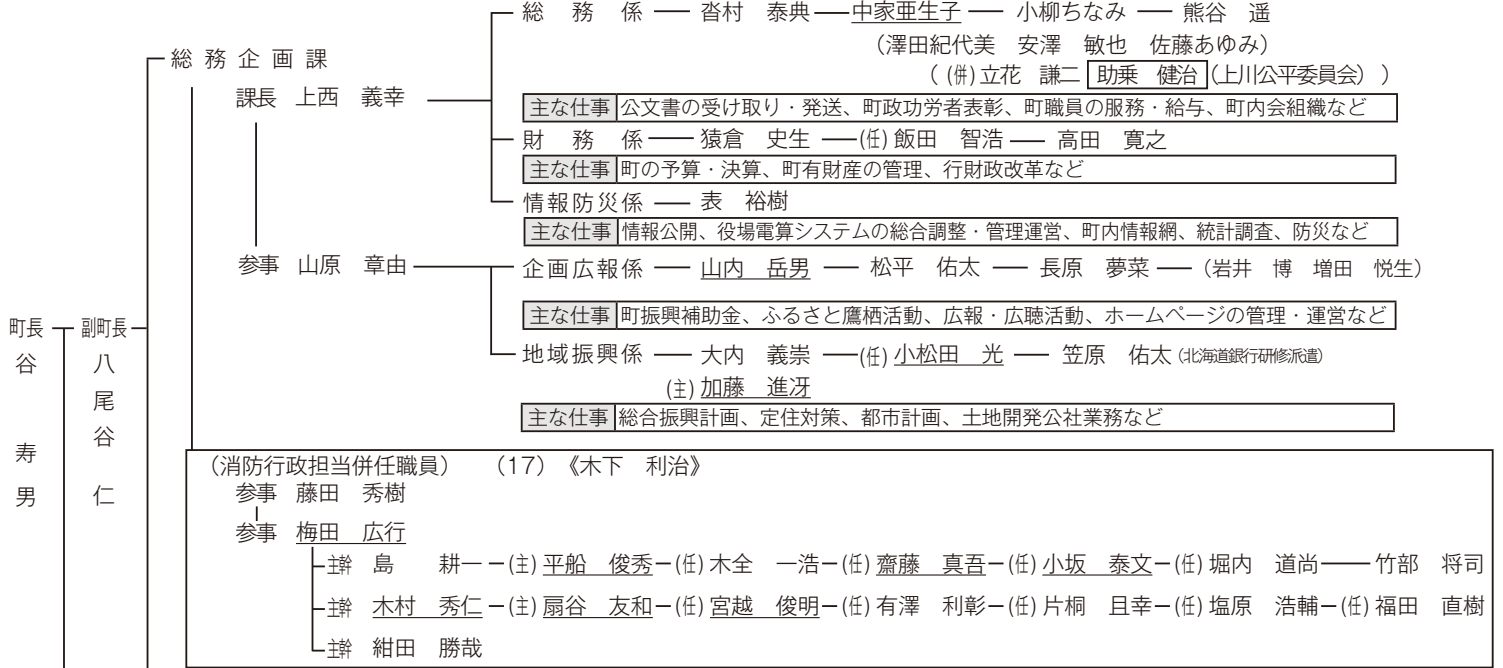 総務係 沓村 泰典 中家亜生子 小柳ちなみ 熊谷 遥
(澤田紀代美 安澤 敏也 佐藤あゆみ)
((併)立花 謙二 助乗 健治 (上川公平委員会))
総務企画課
課長 上西 義幸
主な仕事 公文書の受け取り・発送、町政功労者表彰、町職員の服務・給与、町内会組織など
財務係 猿倉 史生 (任)飯田 智浩 高田 寛之
主な仕事 町の予算・決算、町有財産の管理、行財政改革など
情報防災係 表 裕樹
主な仕事 情報公開、役場電算システムの総合調整・管理運営、町内情報網、統計調査、防災など
参事 山原 章由
企画広報係 山内 岳男 松平 佑太 長原 夢菜 (岩井 博 増田 悦生)
主な仕事 町振興補助金、ふるさと鷹栖活動、広報・広聴活動、ホームページの管理・運営など
町長 谷 寿男
副町長 八尾谷 仁
地域振興係 大内 義崇 (任)小松田 光 笠原 佑太 (北海道銀行研修派遣)
(主)加藤 進冴
主な仕事 総合振興計画、定住対策、都市計画、土地開発公社業務など
(消防行政担当併任職員) (17) 《木下 利治》
参事 藤田 秀樹
参事 梅田 広行
主幹 島 耕一 (主)平船 俊秀 (任)木全 一浩 (任)齋藤 真吾 (任)小坂 泰文 (任)堀内 道尚 竹部 将司
主幹 木村 秀仁 (主)扇谷 友和 (任)宮越 俊明 (任)有澤 利彰 (任)片桐 且幸 (任)塩原 浩輔 (任)福田 直樹
主幹 紺田 勝哉